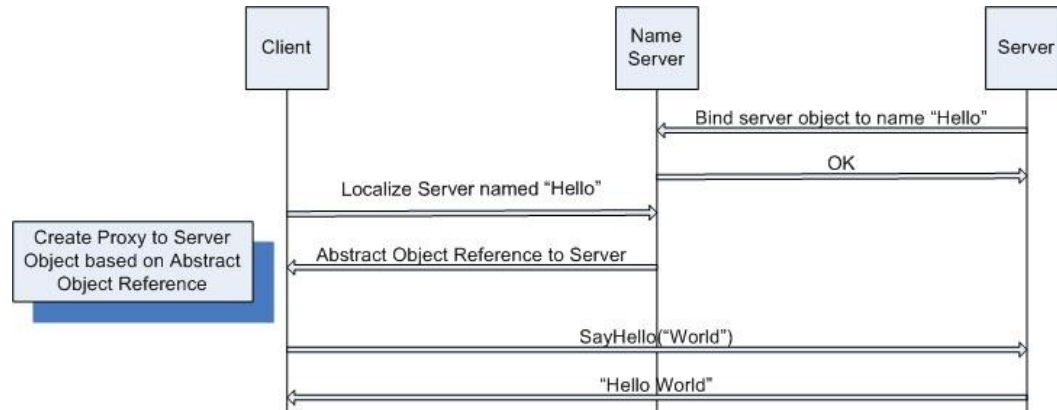 Client
Name
Server
Server
Bind server object to name “Hello”
OK
Localize Server named “Hello”
Create Proxy to Server
Object based on Abstract
Object Reference
Abstract Object Reference to Server
SayHello(“World”)
“Hello World”